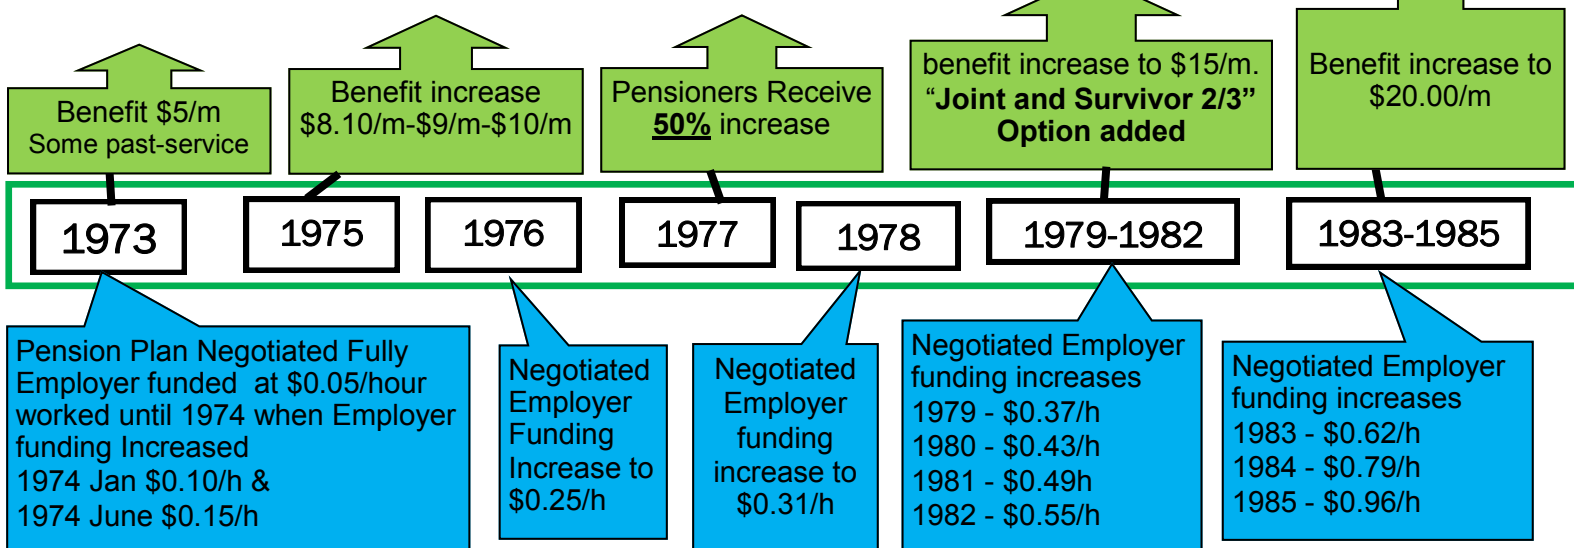 Benefit $5/m
Some past-service
Benefit increase
$8.10/m-$9/m-$10/m
Pensioners Receive
50% increase
benefit increase to $15/m.
“Joint and Survivor 2/3”
Option added
Benefit increase to
$20.00/m
1973
1975
1976
1977
1978
1979-1982
1983-1985
Pension Plan Negotiated Fully
Employer funded  at $0.05/hour
worked until 1974 when Employer
funding Increased
1974 Jan $0.10/h &
1974 June $0.15/h
Negotiated
Employer
Funding
Increase to
$0.25/h
Negotiated
Employer
funding
increase to
$0.31/h
Negotiated Employer
funding increases
1979 - $0.37/h
1980 - $0.43/h
1981 - $0.49h
1982 - $0.55/h
Negotiated Employer
funding increases
1983 - $0.62/h
1984 - $0.79/h
1985 - $0.96/h